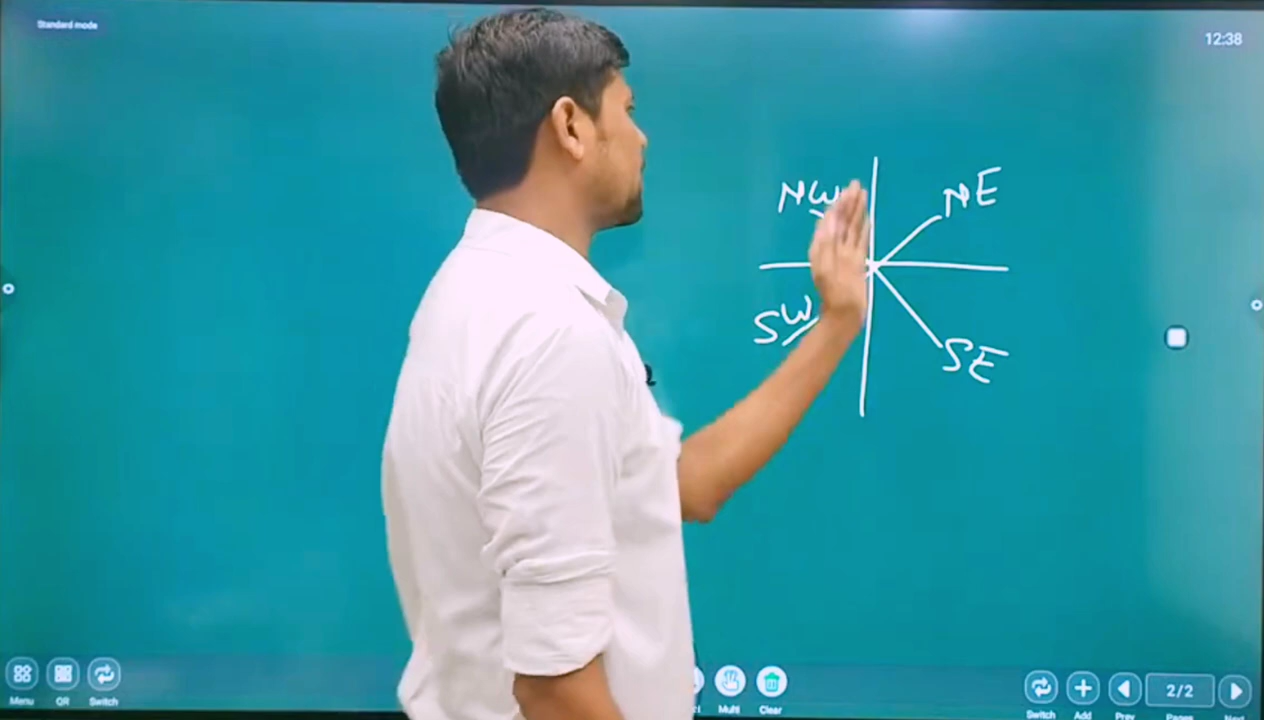 Standard mode
12:38
NW NE
SW SE
Menu QR Switch Multi Clear Switch Add Prev 2/2